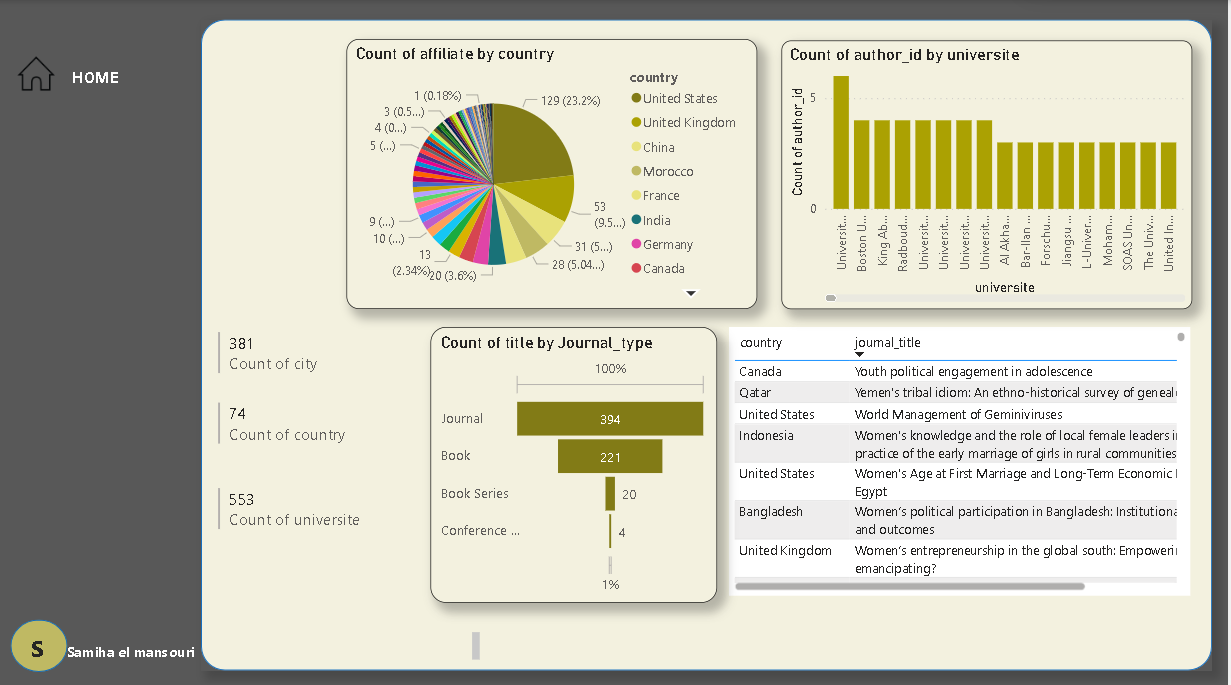 HOME
Count of affiliate by country
1 (0.18%)
3 (0.5...)
4 (0...)
5 (...)
9 (...)
10 (...)
13
(2.34%)
20 (3.6%)
28 (5.04...)
31 (5...)
53
(9.5...)
129 (23.2%)
country
United States
United Kingdom
China
Morocco
France
India
Germany
Canada
Count of author_id by universite
Count of author_id
5
0
Universit...
Boston U...
King Ab...
Radboud...
Universit...
Universit...
Universit...
Universit...
Al Akha...
Bar-Ilan ...
Forschu...
Jiangsu ...
L-Univer...
Moham...
SOAS Un...
The Univ...
United In...
universite
381
Count of city
74
Count of country
553
Count of universite
Count of title by Journal_type
100%
Journal
394
Book
221
Book Series
20
Conference ...
4
1%
country journal_title
Canada Youth political engagement in adolescence
Qatar Yemen's tribal idiom: An ethno-historical survey of geneal
United States World Management of Geminiviruses
Indonesia Women's knowledge and the role of local female leaders i
practice of the early marriage of girls in rural communities
United States Women's Age at First Marriage and Long-Term Economic
Egypt
Bangladesh Women's political participation in Bangladesh: Institutiona
and outcomes
United Kingdom Women's entrepreneurship in the global south: Empoweri
emancipating?
S
Samiha el mansouri